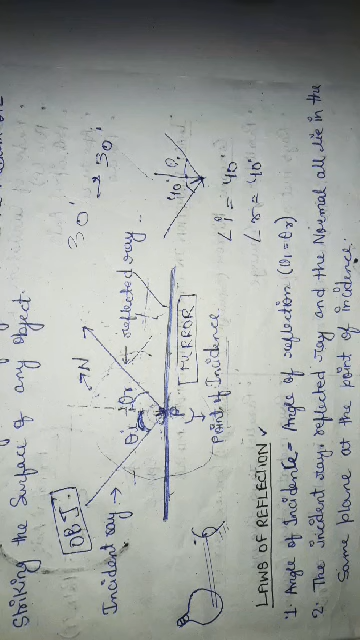 Striking the Surface of any object.
30° → 30°
OBJ.
Incident ray →
N
θi θr
← reflected ray
P
[MIRROR]
Point of Incidence
40° θr
∠i = 40°
∠r = 40°
LAWS OF REFLECTION
1. Angle of Incidence = Angle of reflection (θi = θr)
2. The incident ray, reflected ray and the Normal all lie in the
Same plane at the point of incidence.